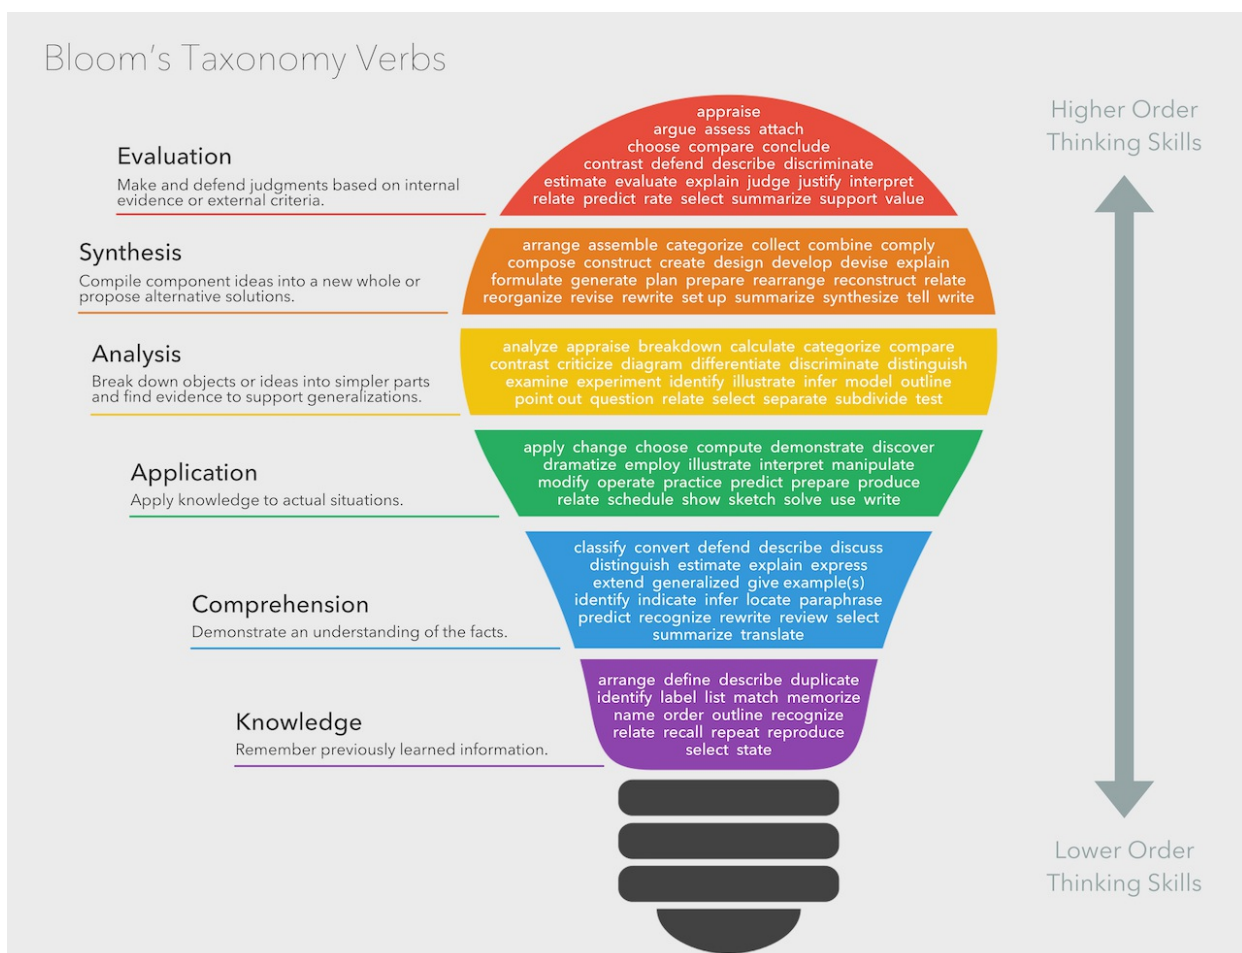 Bloom's Taxonomy Verbs
Higher Order
Thinking Skills
Evaluation
Make and defend judgments based on internal
evidence or external criteria.
appraise
argue assess attach
choose compare conclude
contrast defend describe discriminate
estimate evaluate explain judge justify interpret
relate predict rate select summarize support value
Synthesis
Compile component ideas into a new whole or
propose alternative solutions.
arrange assemble categorize collect combine comply
compose construct create design develop devise explain
formulate generate plan prepare rearrange reconstruct relate
reorganize revise rewrite set up summarize synthesize tell write
Analysis
Break down objects or ideas into simpler parts
and find evidence to support generalizations.
analyze appraise breakdown calculate categorize compare
contrast criticize diagram differentiate discriminate distinguish
examine experiment identify illustrate infer model outline
point out question relate select separate subdivide test
Application
Apply knowledge to actual situations.
apply change choose compute demonstrate discover
dramatize employ illustrate interpret manipulate
modify operate practice predict prepare produce
relate schedule show sketch solve use write
Comprehension
Demonstrate an understanding of the facts.
classify convert defend describe discuss
distinguish estimate explain express
extend generalized give example(s)
identify indicate infer locate paraphrase
predict recognize rewrite review select
summarize translate
Knowledge
Remember previously learned information.
arrange define describe duplicate
identify label list match memorize
name order outline recognize
relate recall repeat reproduce
select state
Lower Order
Thinking Skills